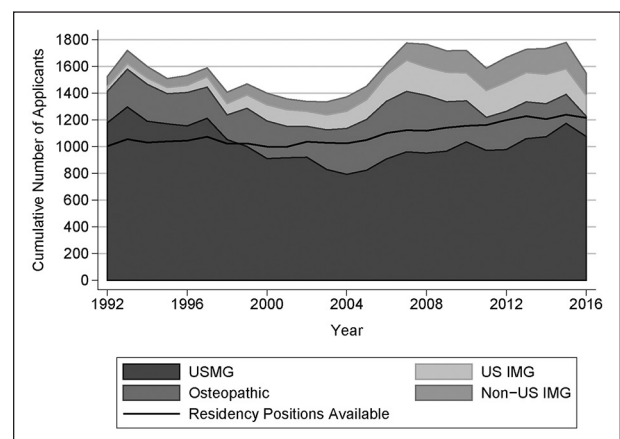 Cumulative Number of Applicants
1800
1600
1400
1200
1000
800
600
400
200
0
1992
1996
2000
2004
2008
2012
2016
Year
USMG
US IMG
Osteopathic
Non-US IMG
Residency Positions Available